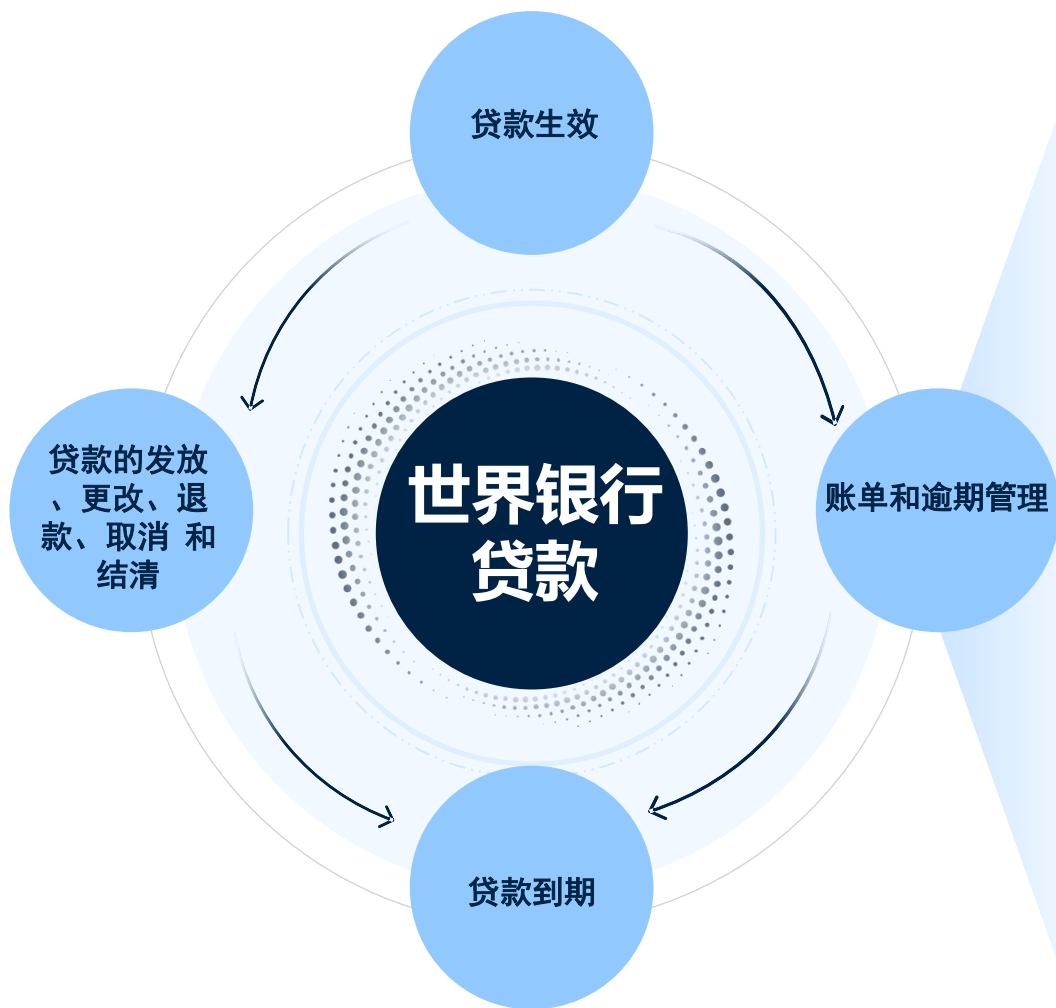 贷款生效
贷款的发放
、更改、退
款、取消 和
结清
世界银行
贷款
账单和逾期管理
贷款到期